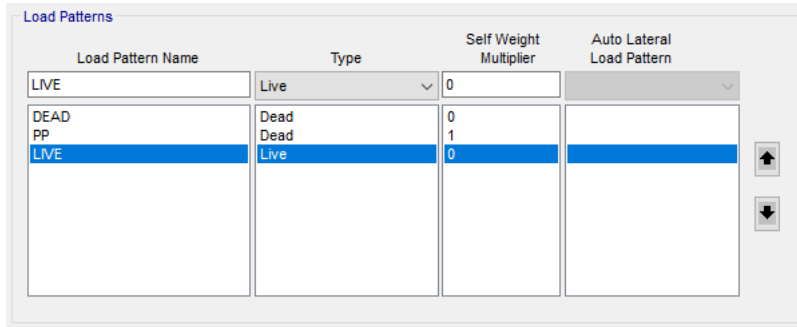 Load Patterns
Load Pattern Name Type Self Weight Multiplier Auto Lateral Load Pattern
LIVE Live 0
DEAD Dead 0
PP Dead 1
LIVE Live 0